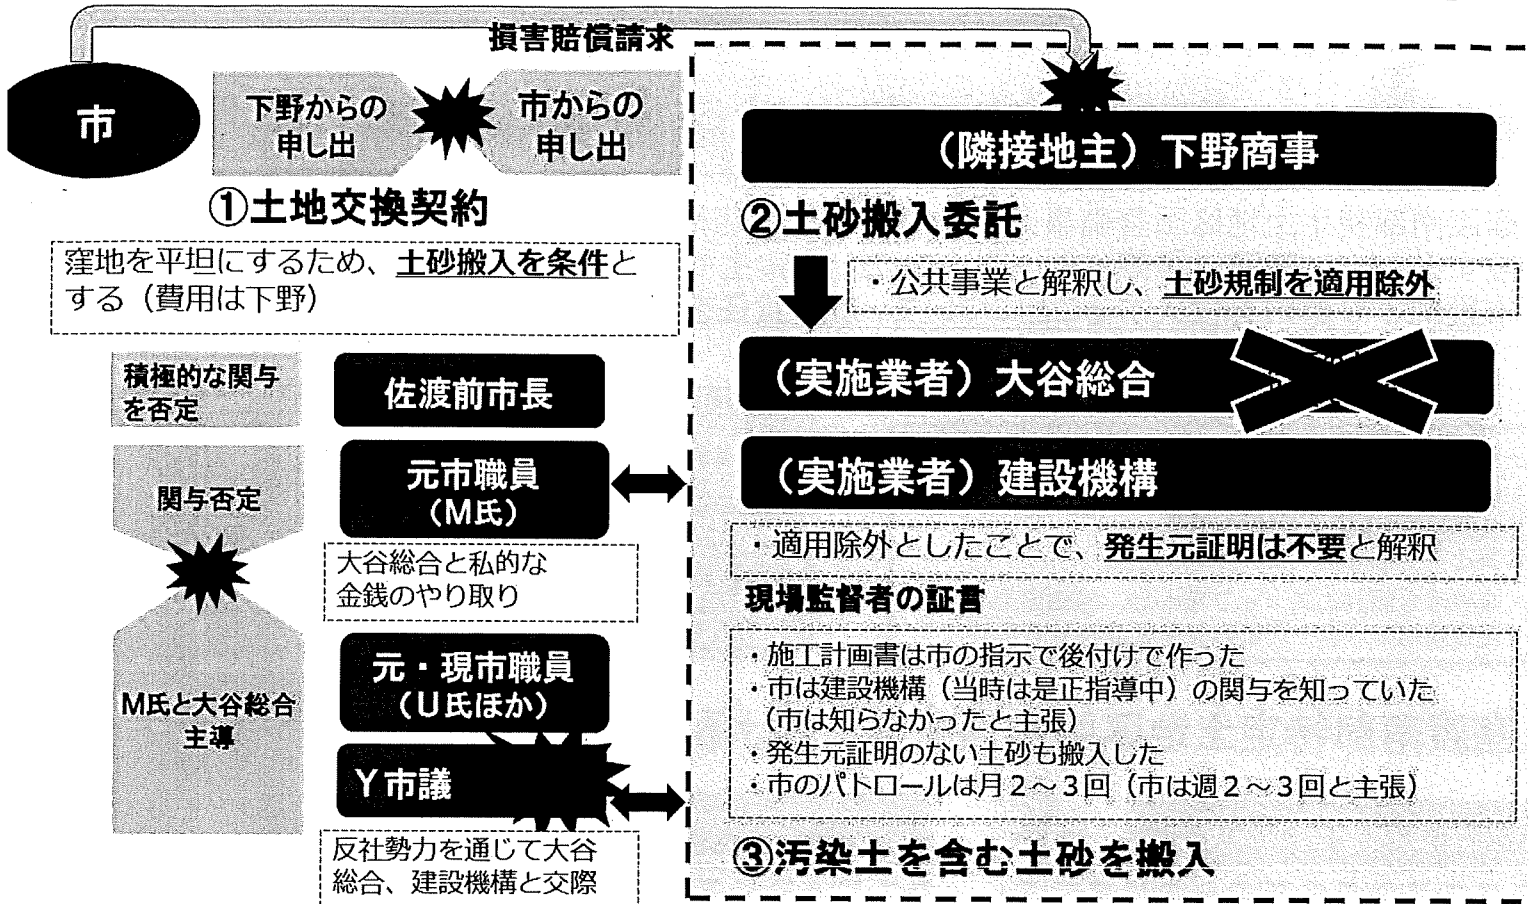 損害賠償請求
市
下野からの
申し出
市からの
申し出
①土地交換契約
窪地を平坦にするため、土砂搬入を条件と
する（費用は下野）
積極的な関与
を否定
佐渡前市長
関与否定
元市職員
（M氏）
大谷総合と私的な
金銭のやり取り
M氏と大谷総合
主導
元・現市職員
（U氏ほか）
Y市議
反社勢力を通じて大谷
総合、建設機構と交際
（隣接地主）下野商事
②土砂搬入委託
・公共事業と解釈し、土砂規制を適用除外
（実施業者）大谷総合
（実施業者）建設機構
・適用除外としたことで、発生元証明は不要と解釈
現場監督者の証言
・施工計画書は市の指示で後付けで作った
・市は建設機構（当時は是正指導中）の関与を知っていた
（市は知らなかったと主張）
・発生元証明のない土砂も搬入した
・市のパトロールは月２～３回（市は週２～３回と主張）
③汚染土を含む土砂を搬入